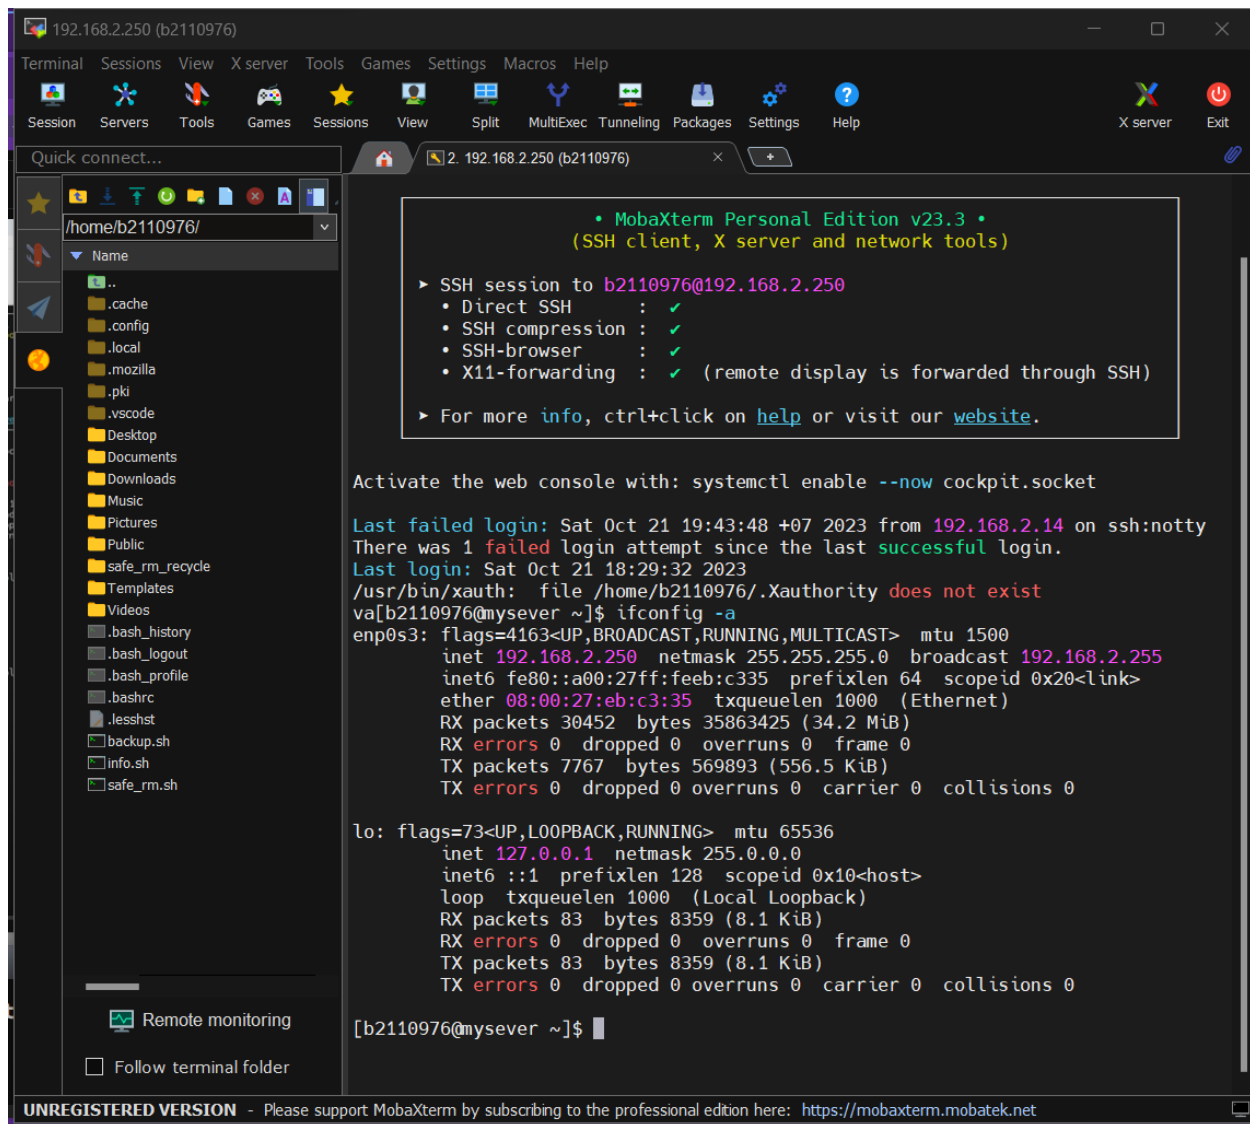 192.168.2.250 (b2110976)
Terminal Sessions View X server Tools Games Settings Macros Help
Session Servers Tools Games Sessions View Split MultiExec Tunneling Packages Settings Help X server Exit
Quick connect...
2. 192.168.2.250 (b2110976)
/home/b2110976/
Name
..
.cache
.config
.local
.mozilla
.pki
.vscode
Desktop
Documents
Downloads
Music
Pictures
Public
safe_rm_recycle
Templates
Videos
.bash_history
.bash_logout
.bash_profile
.bashrc
.lesshst
backup.sh
info.sh
safe_rm.sh
Remote monitoring
Follow terminal folder
• MobaXterm Personal Edition v23.3 •
(SSH client, X server and network tools)
➤ SSH session to b2110976@192.168.2.250
• Direct SSH : ✔
• SSH compression : ✔
• SSH-browser : ✔
• X11-forwarding : ✔ (remote display is forwarded through SSH)
➤ For more info, ctrl+click on help or visit our website.
Activate the web console with: systemctl enable --now cockpit.socket
Last failed login: Sat Oct 21 19:43:48 +07 2023 from 192.168.2.14 on ssh:notty
There was 1 failed login attempt since the last successful login.
Last login: Sat Oct 21 18:29:32 2023
/usr/bin/xauth: file /home/b2110976/.Xauthority does not exist
va[b2110976@mysever ~]$ ifconfig -a
enp0s3: flags=4163<UP,BROADCAST,RUNNING,MULTICAST> mtu 1500
inet 192.168.2.250 netmask 255.255.255.0 broadcast 192.168.2.255
inet6 fe80::a00:27ff:feeb:c335 prefixlen 64 scopeid 0x20<link>
ether 08:00:27:eb:c3:35 txqueuelen 1000 (Ethernet)
RX packets 30452 bytes 35863425 (34.2 MiB)
RX errors 0 dropped 0 overruns 0 frame 0
TX packets 7767 bytes 569893 (556.5 KiB)
TX errors 0 dropped 0 overruns 0 carrier 0 collisions 0
lo: flags=73<UP,LOOPBACK,RUNNING> mtu 65536
inet 127.0.0.1 netmask 255.0.0.0
inet6 ::1 prefixlen 128 scopeid 0x10<host>
loop txqueuelen 1000 (Local Loopback)
RX packets 83 bytes 8359 (8.1 KiB)
RX errors 0 dropped 0 overruns 0 frame 0
TX packets 83 bytes 8359 (8.1 KiB)
TX errors 0 dropped 0 overruns 0 carrier 0 collisions 0
[b2110976@mysever ~]$
UNREGISTERED VERSION - Please support MobaXterm by subscribing to the professional edition here: https://mobaxterm.mobatek.net